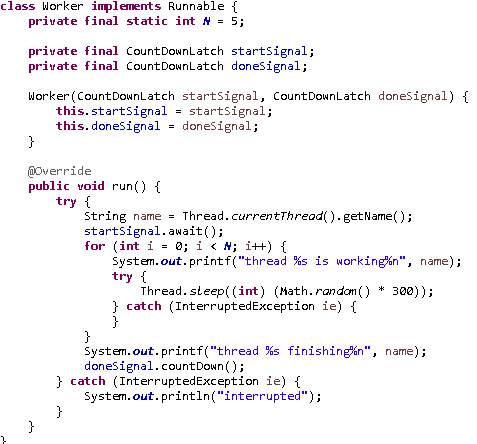 class Worker implements Runnable {
    private final static int N = 5;

    private final CountDownLatch startSignal;
    private final CountDownLatch doneSignal;

    Worker(CountDownLatch startSignal, CountDownLatch doneSignal) {
        this.startSignal = startSignal;
        this.doneSignal = doneSignal;
    }

    @Override
    public void run() {
        try {
            String name = Thread.currentThread().getName();
            startSignal.await();
            for (int i = 0; i < N; i++) {
                System.out.printf("thread %s is working%n", name);
                try {
                    Thread.sleep((int) (Math.random() * 300));
                } catch (InterruptedException ie) {
                }
            }
            System.out.printf("thread %s finishing%n", name);
            doneSignal.countDown();
        } catch (InterruptedException ie) {
            System.out.println("interrupted");
        }
    }
}